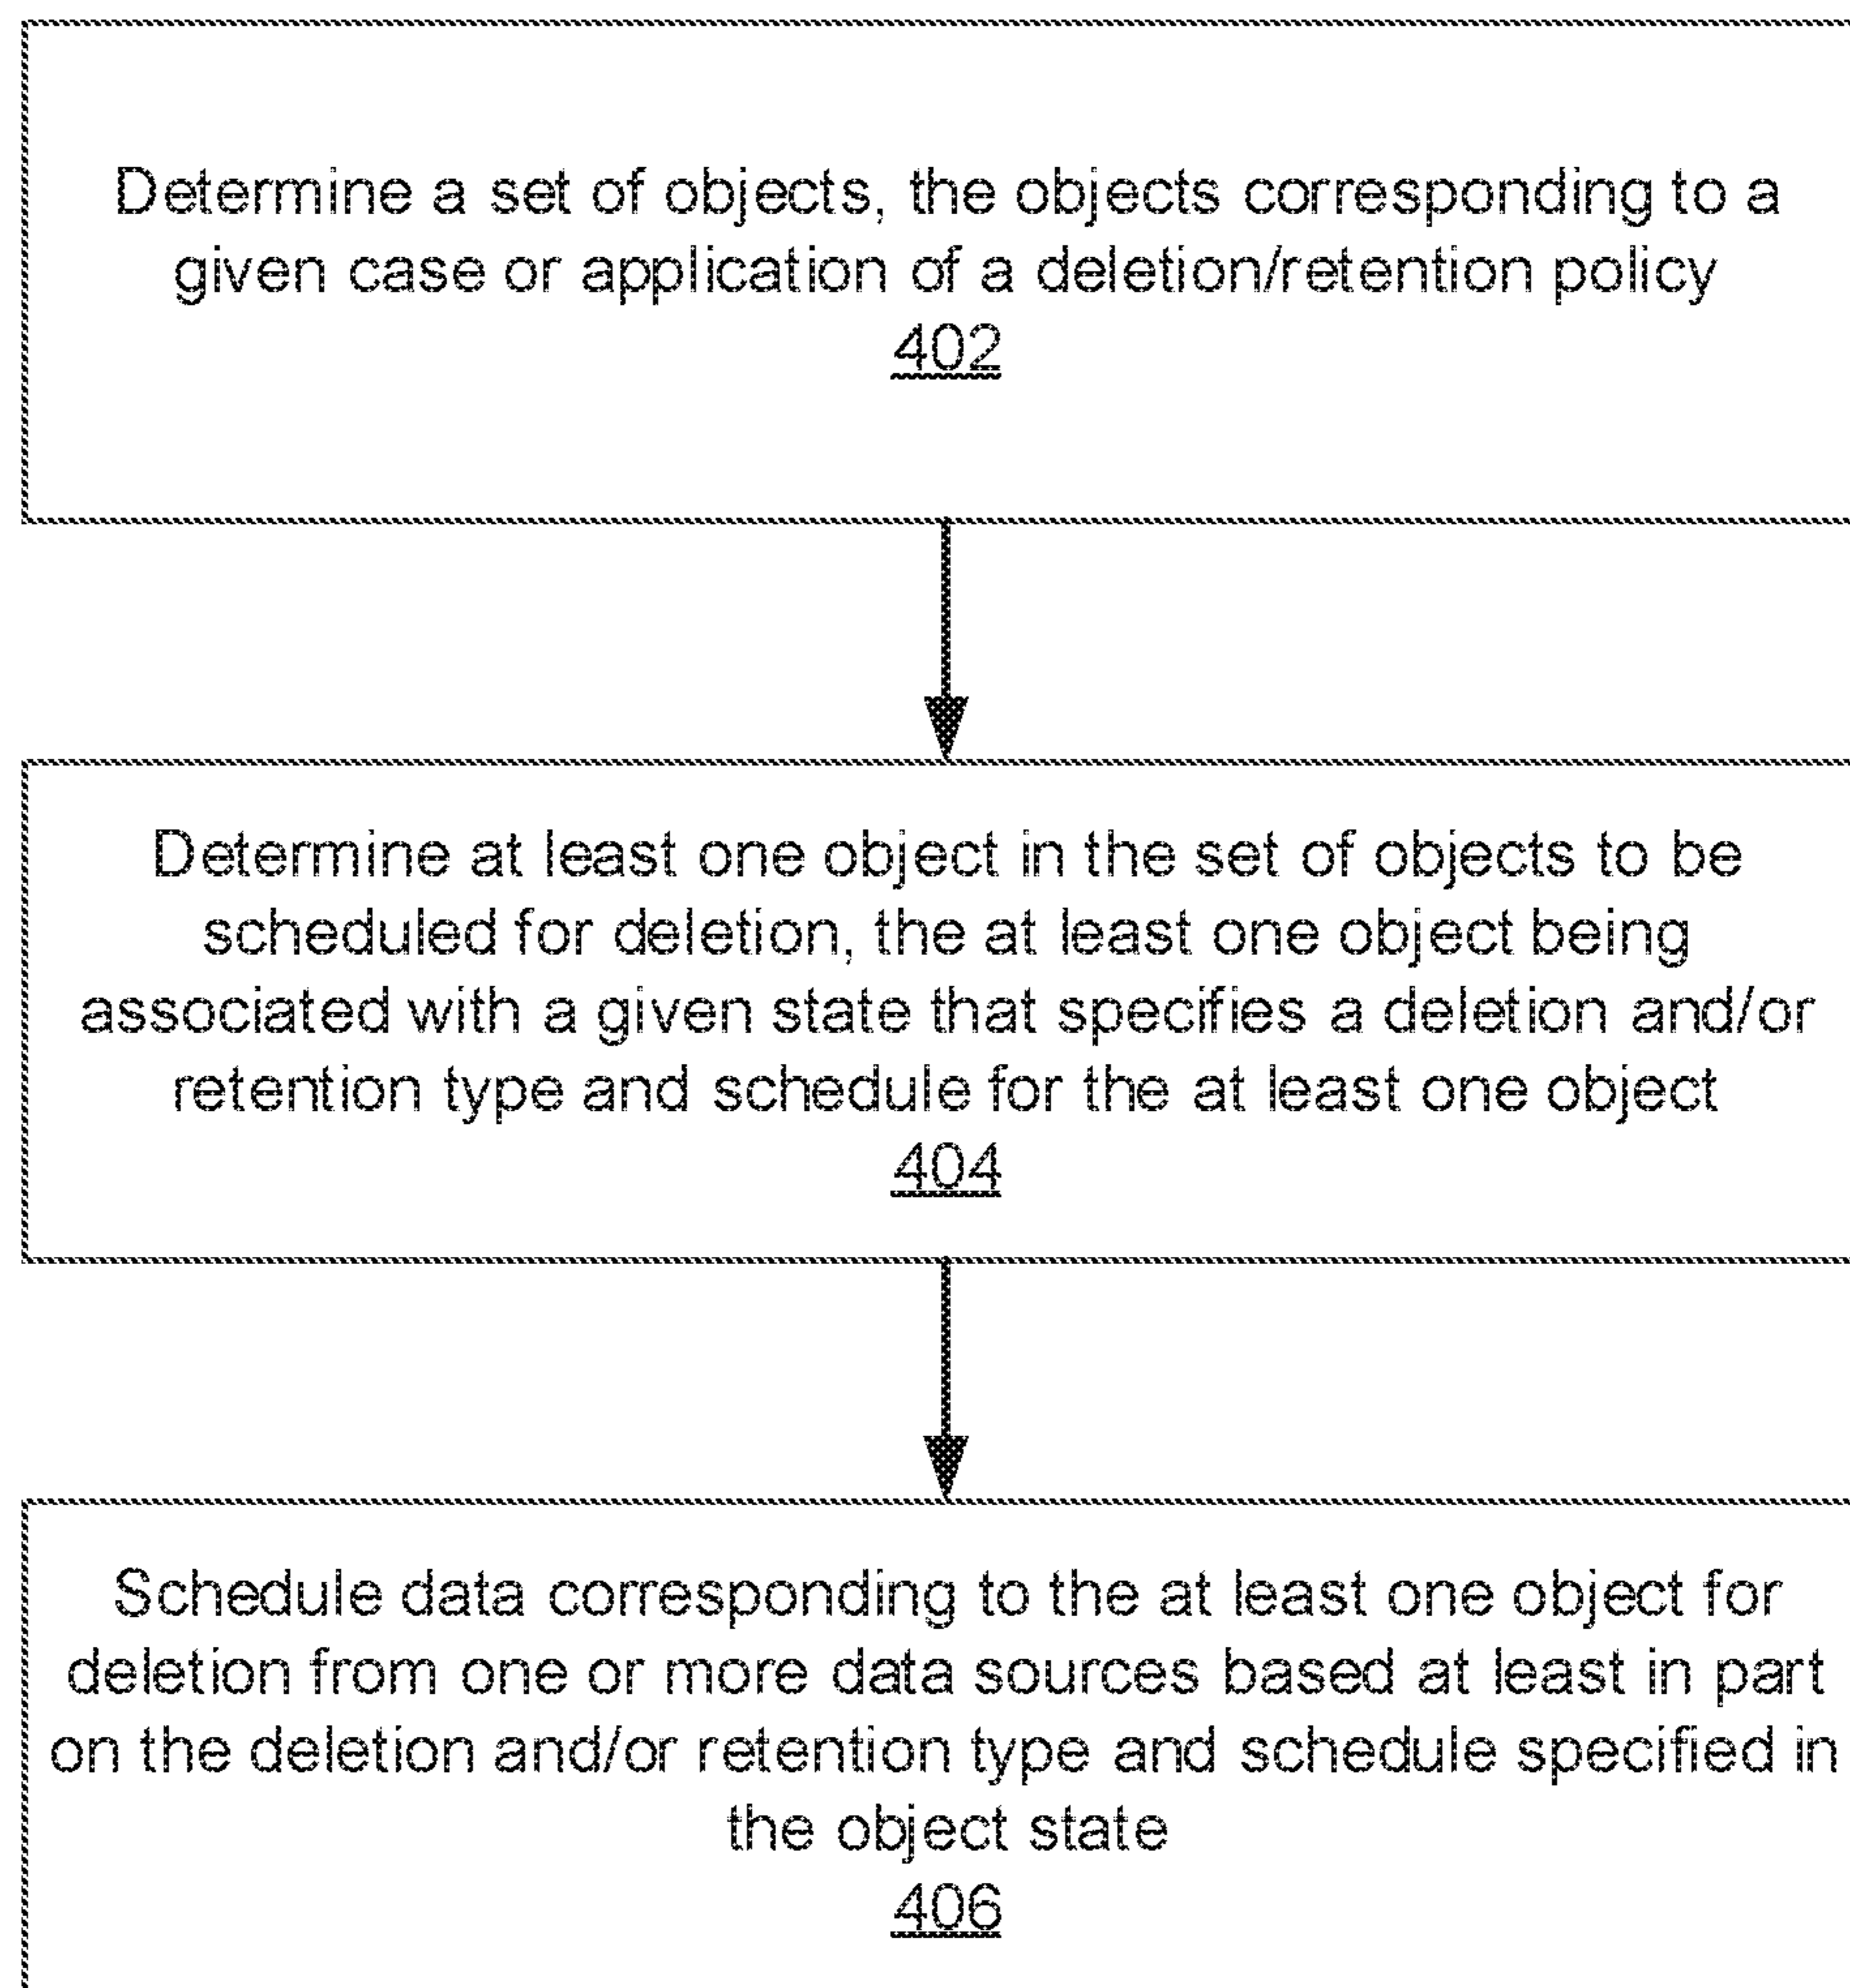 Determine a set of objects, the objects corresponding to a
given case or application of a deletion/retention policy
402
Determine at least one object in the set of objects to be
scheduled for deletion, the at least one object being
associated with a given state that specifies a deletion and/or
retention type and schedule for the at least one object
404
Schedule data corresponding to the at least one object for
deletion from one or more data sources based at least in part
on the deletion and/or retention type and schedule specified in
the object state
406